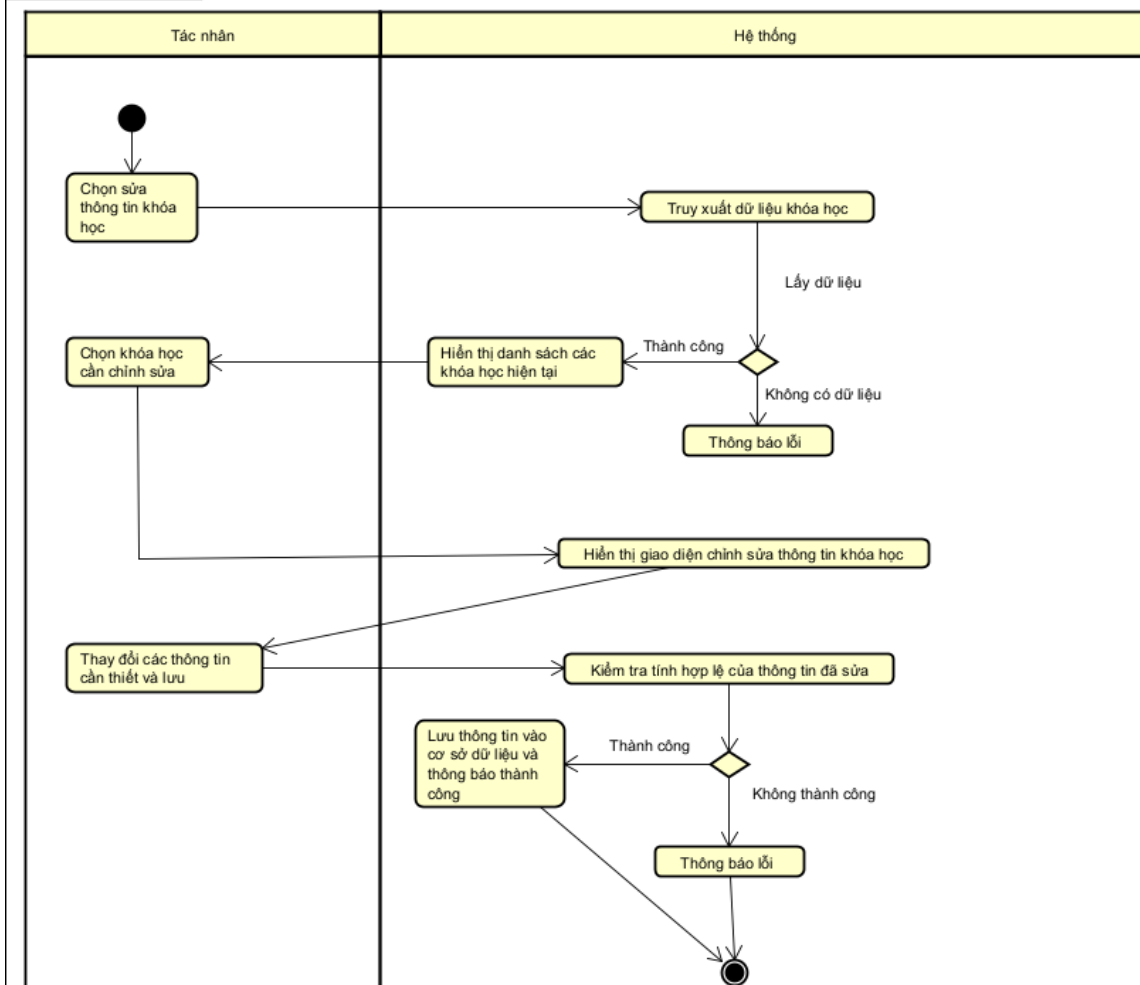 Tác nhân
Hệ thống
Chọn sửa
thông tin khóa
học
Truy xuất dữ liệu khóa học
Lấy dữ liệu
Chọn khóa học
cần chỉnh sửa
Hiển thị danh sách các
khóa học hiện tại
Thành công
Không có dữ liệu
Thông báo lỗi
Hiển thị giao diện chỉnh sửa thông tin khóa học
Thay đổi các thông tin
cần thiết và lưu
Kiểm tra tính hợp lệ của thông tin đã sửa
Lưu thông tin vào
cơ sở dữ liệu và
thông báo thành
công
Thành công
Không thành công
Thông báo lỗi